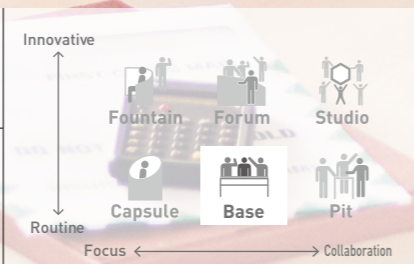 Innovative
Fountain Forum Studio
Capsule Base Pit
Routine
Focus Collaboration